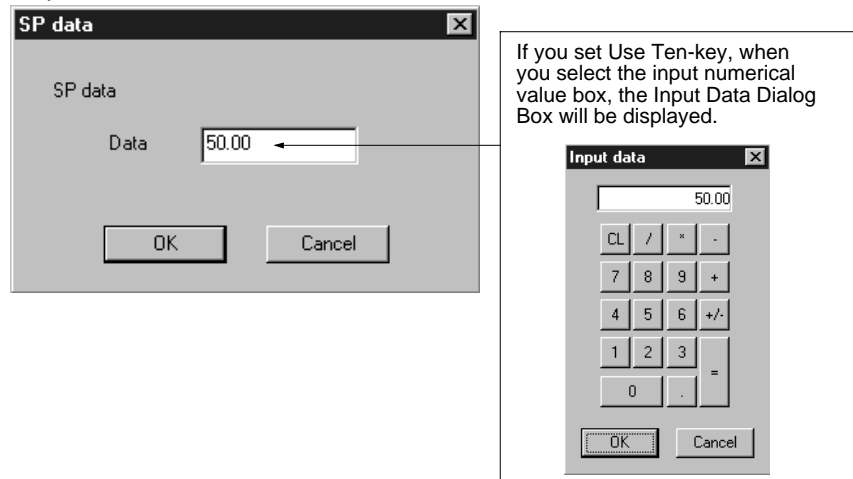 SP data
SP data
Data 50.00
OK Cancel
If you set Use Ten-key, when
you select the input numerical
value box, the Input Data Dialog
Box will be displayed.
Input data
50.00
CL / * -
7 8 9 +
4 5 6 +/-
1 2 3
=
0 .
OK Cancel